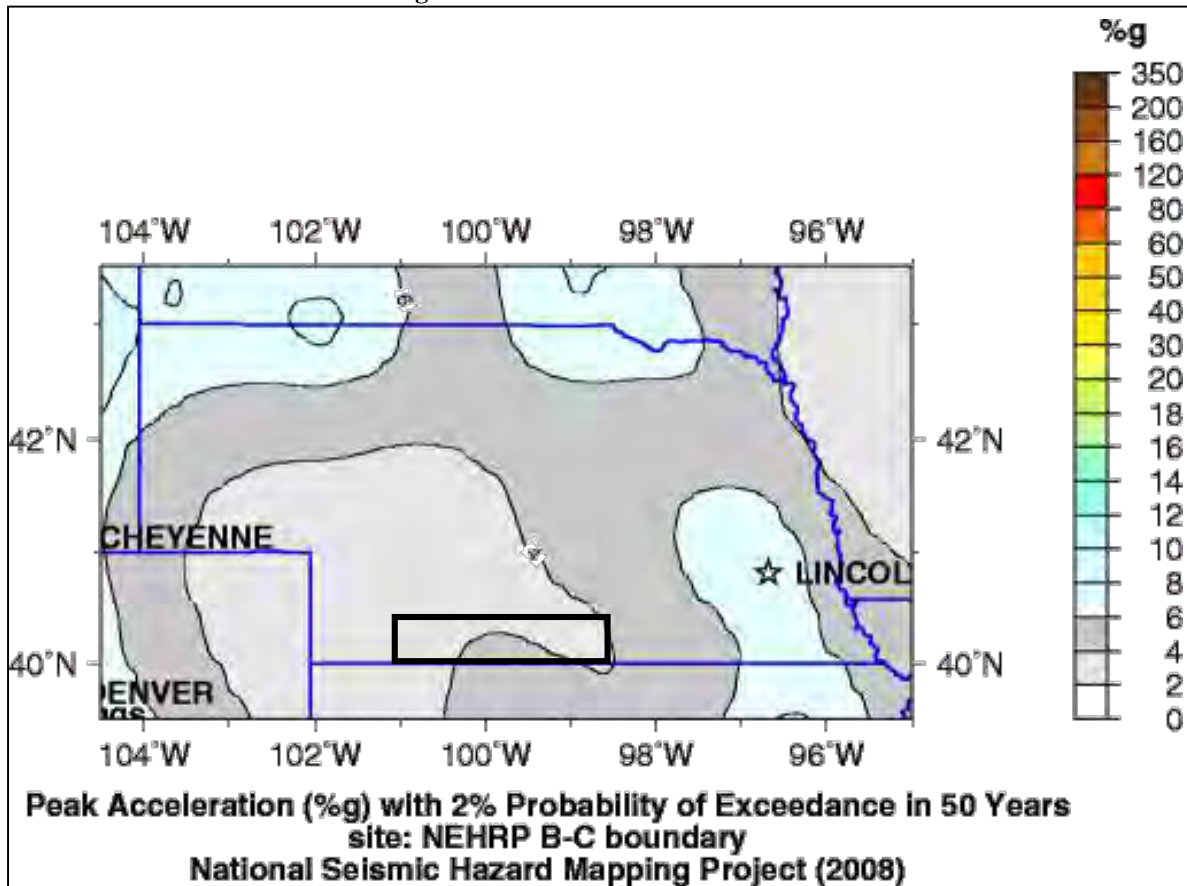 %g
350
200
160
120
80
60
50
40
30
20
18
16
14
12
10
8
6
4
2
0
104°W 102°W 100°W 98°W 96°W
6
42°N 42°N
CHEYENNE
4
LINCOL
40°N 40°N
DENVER
104°W 102°W 100°W 98°W 96°W
Peak Acceleration (%g) with 2% Probability of Exceedance in 50 Years
site: NEHRP B-C boundary
National Seismic Hazard Mapping Project (2008)